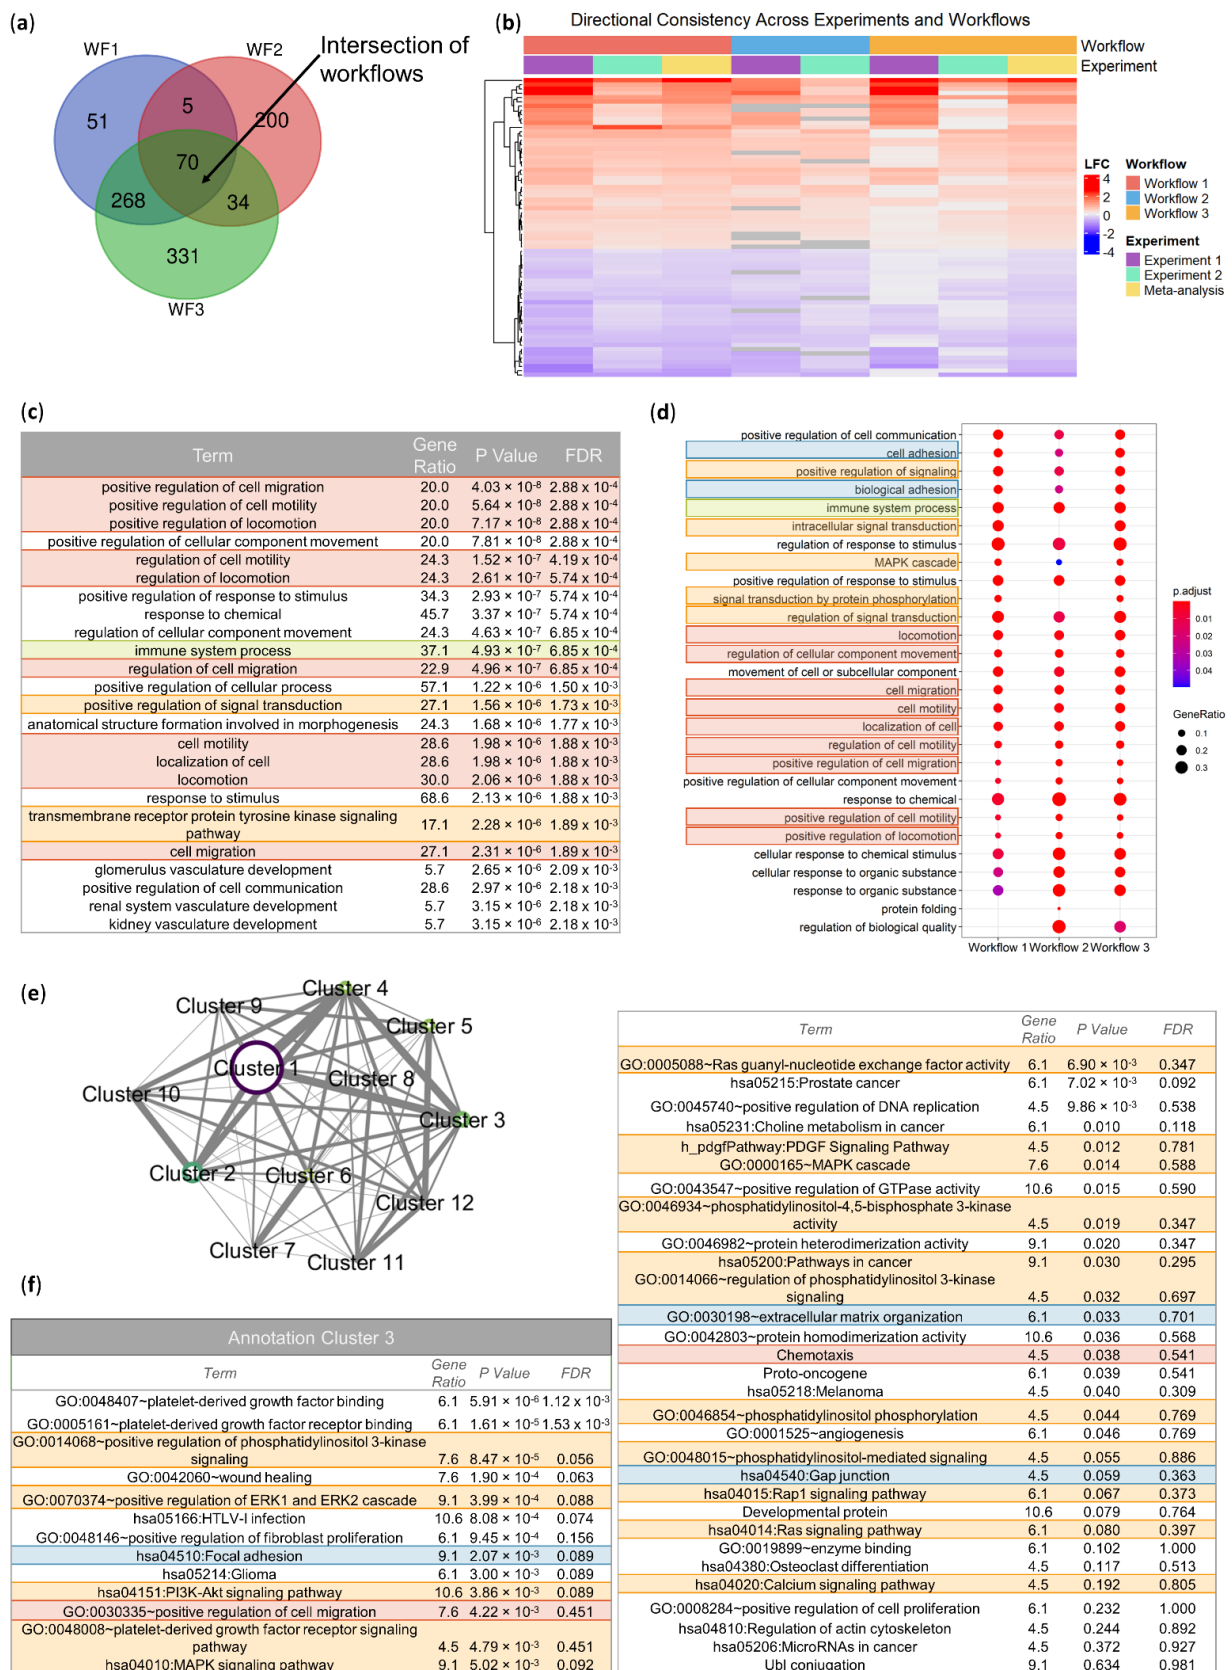 (a)
WF1
WF2
Intersection of
workflows
51
5
200
70
268
34
331
WF3
(b)
Directional Consistency Across Experiments and Workflows
Workflow
Experiment
LFC
4
2
0
-2
-4
Workflow
Workflow 1
Workflow 2
Workflow 3
Experiment
Experiment 1
Experiment 2
Meta-analysis
(c)
Term Gene Ratio P Value FDR
positive regulation of cell migration 20.0 4.03 × 10-8 2.88 x 10-4
positive regulation of cell motility 20.0 5.64 × 10-8 2.88 x 10-4
positive regulation of locomotion 20.0 7.17 × 10-8 2.88 x 10-4
positive regulation of cellular component movement 20.0 7.81 × 10-8 2.88 x 10-4
regulation of cell motility 24.3 1.52 × 10-7 4.19 x 10-4
regulation of locomotion 24.3 2.61 × 10-7 5.74 x 10-4
positive regulation of response to stimulus 34.3 2.93 × 10-7 5.74 x 10-4
response to chemical 45.7 3.37 × 10-7 5.74 x 10-4
regulation of cellular component movement 24.3 4.63 × 10-7 6.85 x 10-4
immune system process 37.1 4.93 × 10-7 6.85 x 10-4
regulation of cell migration 22.9 4.96 × 10-7 6.85 x 10-4
positive regulation of cellular process 57.1 1.22 × 10-6 1.50 x 10-3
positive regulation of signal transduction 27.1 1.56 × 10-6 1.73 x 10-3
anatomical structure formation involved in morphogenesis 24.3 1.68 × 10-6 1.77 x 10-3
cell motility 28.6 1.98 × 10-6 1.88 x 10-3
localization of cell 28.6 1.98 × 10-6 1.88 x 10-3
locomotion 30.0 2.06 × 10-6 1.88 x 10-3
response to stimulus 68.6 2.13 × 10-6 1.88 x 10-3
transmembrane receptor protein tyrosine kinase signaling
pathway 17.1 2.28 × 10-6 1.89 x 10-3
cell migration 27.1 2.31 × 10-6 1.89 x 10-3
glomerulus vasculature development 5.7 2.65 × 10-6 2.09 x 10-3
positive regulation of cell communication 28.6 2.97 × 10-6 2.18 x 10-3
renal system vasculature development 5.7 3.15 × 10-6 2.18 x 10-3
kidney vasculature development 5.7 3.15 × 10-6 2.18 x 10-3
(d)
positive regulation of cell communication
cell adhesion
positive regulation of signaling
biological adhesion
immune system process
intracellular signal transduction
regulation of response to stimulus
MAPK cascade
positive regulation of response to stimulus
signal transduction by protein phosphorylation
regulation of signal transduction
locomotion
regulation of cellular component movement
movement of cell or subcellular component
cell migration
cell motility
localization of cell
regulation of cell motility
positive regulation of cell migration
positive regulation of cellular component movement
response to chemical
positive regulation of cell motility
positive regulation of locomotion
cellular response to chemical stimulus
cellular response to organic substance
response to organic substance
protein folding
regulation of biological quality
Workflow 1 Workflow 2 Workflow 3
p.adjust
0.01
0.02
0.03
0.04
GeneRatio
0.1
0.2
0.3
(e)
Cluster 4
Cluster 9
Cluster 5
Cluster 1
Cluster 8
Cluster 10
Cluster 3
Cluster 2
Cluster 6
Cluster 12
Cluster 7
Cluster 11
(f)
Annotation Cluster 3
Term Gene Ratio P Value FDR
GO:0048407~platelet-derived growth factor binding 6.1 5.91 × 10-6 1.12 x 10-3
GO:0005161~platelet-derived growth factor receptor binding 6.1 1.61 × 10-5 1.53 x 10-3
GO:0014068~positive regulation of phosphatidylinositol 3-kinase
signaling 7.6 8.47 × 10-5 0.056
GO:0042060~wound healing 7.6 1.90 × 10-4 0.063
GO:0070374~positive regulation of ERK1 and ERK2 cascade 9.1 3.99 × 10-4 0.088
hsa05166:HTLV-I infection 10.6 8.08 × 10-4 0.074
GO:0048146~positive regulation of fibroblast proliferation 6.1 9.45 × 10-4 0.156
hsa04510:Focal adhesion 9.1 2.07 × 10-3 0.089
hsa05214:Glioma 6.1 3.00 × 10-3 0.089
hsa04151:PI3K-Akt signaling pathway 10.6 3.86 × 10-3 0.089
GO:0030335~positive regulation of cell migration 7.6 4.22 × 10-3 0.451
GO:0048008~platelet-derived growth factor receptor signaling
pathway 4.5 4.79 × 10-3 0.451
hsa04010:MAPK signaling pathway 9.1 5.02 × 10-3 0.092
Term Gene Ratio P Value FDR
GO:0005088~Ras guanyl-nucleotide exchange factor activity 6.1 6.90 × 10-3 0.347
hsa05215:Prostate cancer 6.1 7.02 × 10-3 0.092
GO:0045740~positive regulation of DNA replication 4.5 9.86 × 10-3 0.538
hsa05231:Choline metabolism in cancer 6.1 0.010 0.118
h_pdgfPathway:PDGF Signaling Pathway 4.5 0.012 0.781
GO:0000165~MAPK cascade 7.6 0.014 0.588
GO:0043547~positive regulation of GTPase activity 10.6 0.015 0.590
GO:0046934~phosphatidylinositol-4,5-bisphosphate 3-kinase
activity 4.5 0.019 0.347
GO:0046982~protein heterodimerization activity 9.1 0.020 0.347
hsa05200:Pathways in cancer 9.1 0.030 0.295
GO:0014066~regulation of phosphatidylinositol 3-kinase
signaling 4.5 0.032 0.697
GO:0030198~extracellular matrix organization 6.1 0.033 0.701
GO:0042803~protein homodimerization activity 10.6 0.036 0.568
Chemotaxis 4.5 0.038 0.541
Proto-oncogene 6.1 0.039 0.541
hsa05218:Melanoma 4.5 0.040 0.309
GO:0046854~phosphatidylinositol phosphorylation 4.5 0.044 0.769
GO:0001525~angiogenesis 6.1 0.046 0.769
GO:0048015~phosphatidylinositol-mediated signaling 4.5 0.055 0.886
hsa04540:Gap junction 4.5 0.059 0.363
hsa04015:Rap1 signaling pathway 6.1 0.067 0.373
Developmental protein 10.6 0.079 0.764
hsa04014:Ras signaling pathway 6.1 0.080 0.397
GO:0019899~enzyme binding 6.1 0.102 1.000
hsa04380:Osteoclast differentiation 4.5 0.117 0.513
hsa04020:Calcium signaling pathway 4.5 0.192 0.805
GO:0008284~positive regulation of cell proliferation 6.1 0.232 1.000
hsa04810:Regulation of actin cytoskeleton 4.5 0.244 0.892
hsa05206:MicroRNAs in cancer 4.5 0.372 0.927
Ubl conjugation 9.1 0.634 0.981